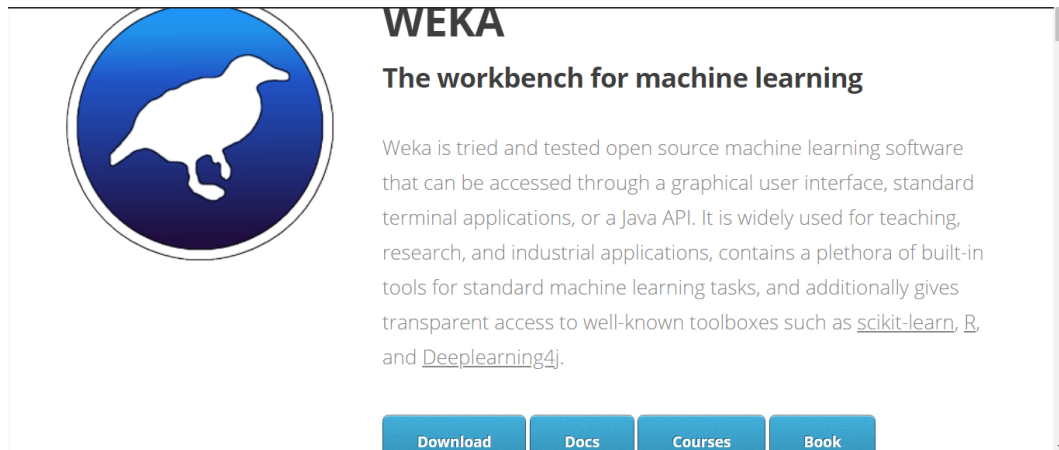 WEKA
The workbench for machine learning
Weka is tried and tested open source machine learning software
that can be accessed through a graphical user interface, standard
terminal applications, or a Java API. It is widely used for teaching,
research, and industrial applications, contains a plethora of built-in
tools for standard machine learning tasks, and additionally gives
transparent access to well-known toolboxes such as scikit-learn, R,
and Deeplearning4j.
Download Docs Courses Book